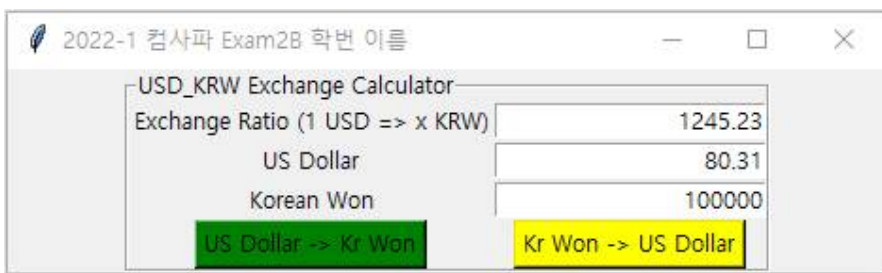 2022-1 컴사파 Exam2B 학번 이름
USD_KRW Exchange Calculator
Exchange Ratio (1 USD => x KRW) 1245.23
US Dollar 80.31
Korean Won 100000
US Dollar -> Kr Won Kr Won -> US Dollar